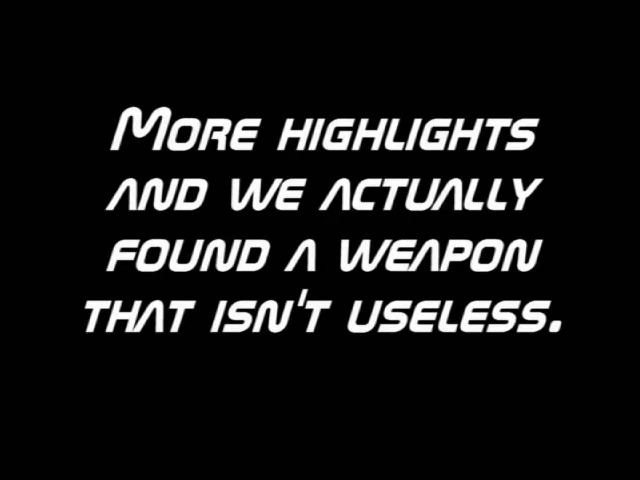 More highlights
and we actually
found a weapon
that isn't useless.